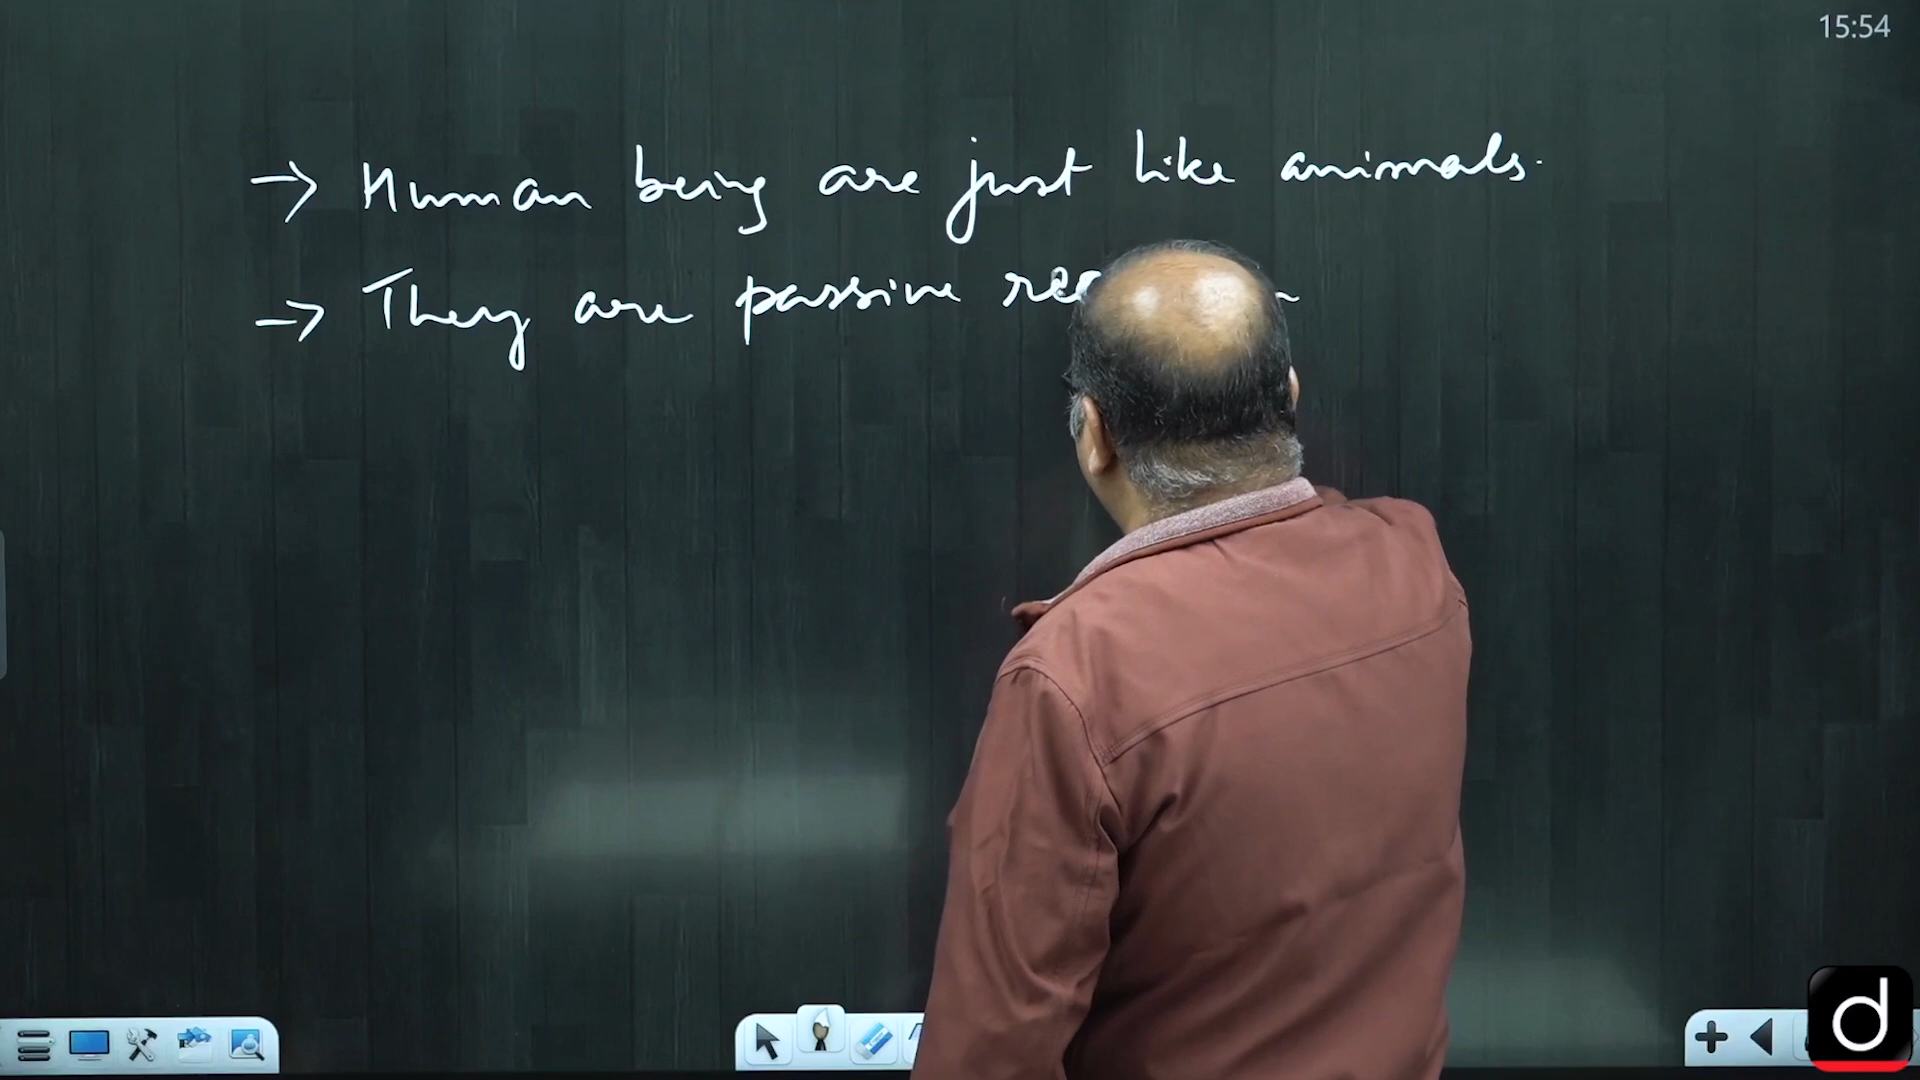 15:54
→ Human being are just like animals.
→ They are passive
d